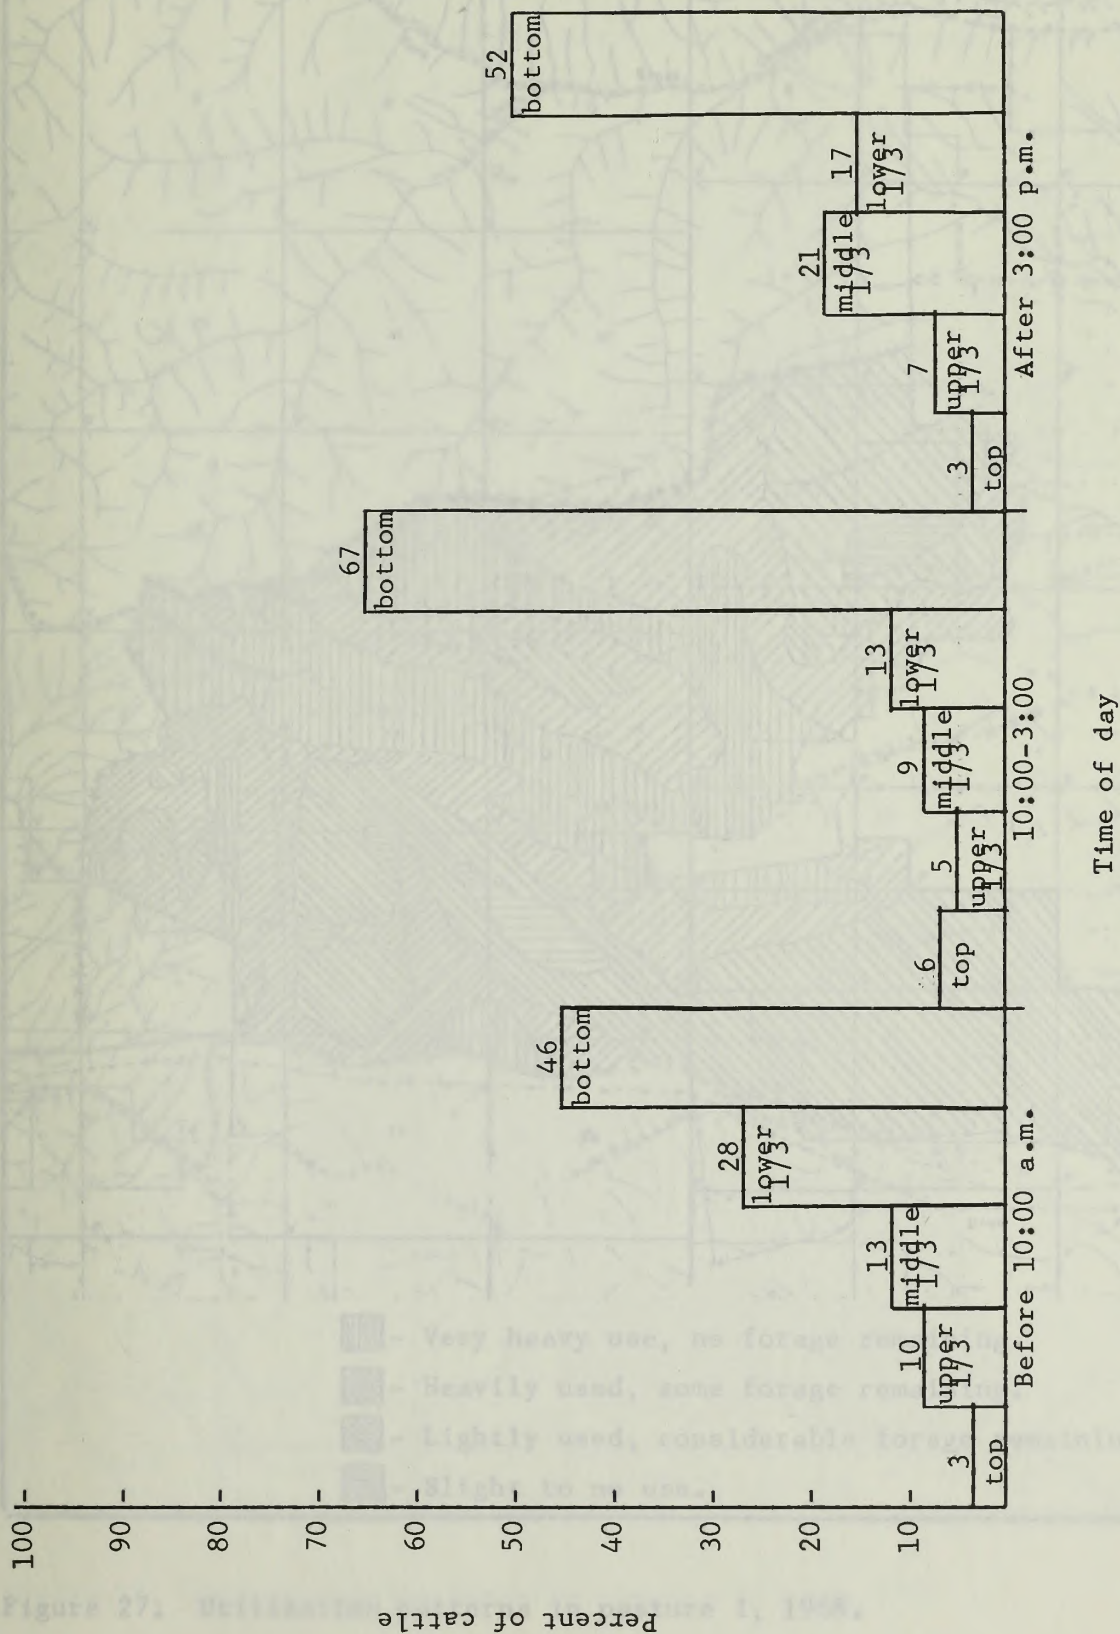 100
90
80
70
60
50
40
30
20
10
Percent of cattle
3
top
10
upper
1/3
13
middle
1/3
28
lower
1/3
46
bottom
Before 10:00 a.m.
6
top
5
upper
1/3
9
middle
1/3
13
lower
1/3
67
bottom
10:00-3:00
3
top
7
upper
1/3
21
middle
1/3
17
lower
1/3
52
bottom
After 3:00 p.m.
Time of day
- Very heavy use, no forage remaining.
- Heavily used, some forage remaining.
- Lightly used, considerable forage remaining
- Slight to no use.
Figure 27. Utilization patterns in pasture 1, 1968.